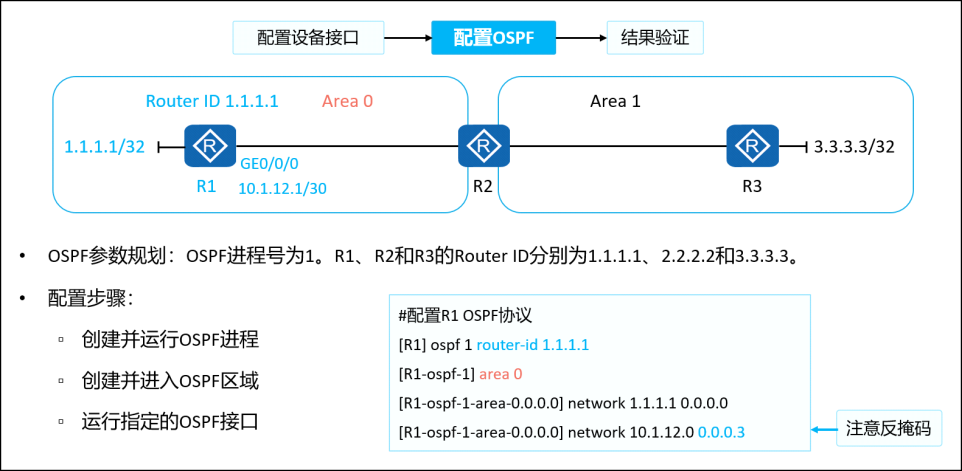 配置设备接口
配置OSPF
结果验证
Router ID 1.1.1.1
Area 0
Area 1
1.1.1.1/32
R
R
R
3.3.3.3/32
GE0/0/0
R1
10.1.12.1/30
R2
R3
• OSPF参数规划：OSPF进程号为1。R1、R2和R3的Router ID分别为1.1.1.1、2.2.2.2和3.3.3.3。
• 配置步骤：
▫ 创建并运行OSPF进程
▫ 创建并进入OSPF区域
▫ 运行指定的OSPF接口
#配置R1 OSPF协议
[R1] ospf 1 router-id 1.1.1.1
[R1-ospf-1] area 0
[R1-ospf-1-area-0.0.0.0] network 1.1.1.1 0.0.0.0
[R1-ospf-1-area-0.0.0.0] network 10.1.12.0 0.0.0.3
注意反掩码